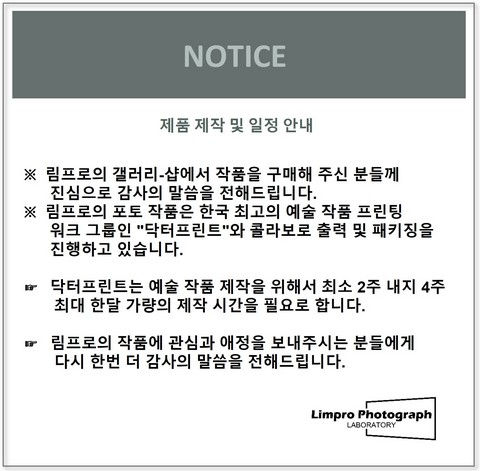 NOTICE
제품 제작 및 일정 안내
※ 림프로의 갤러리-샵에서 작품을 구매해 주신 분들께
진심으로 감사의 말씀을 전해드립니다.
※ 림프로의 포토 작품은 한국 최고의 예술 작품 프린팅
워크 그룹인 "닥터프린트"와 콜라보로 출력 및 패키징을
진행하고 있습니다.
☞ 닥터프린트는 예술 작품 제작을 위해서 최소 2주 내지 4주
최대 한달 가량의 제작 시간을 필요로 합니다.
☞ 림프로의 작품에 관심과 애정을 보내주시는 분들에게
다시 한번 더 감사의 말씀을 전해드립니다.
Limpro Photograph
LABORATORY